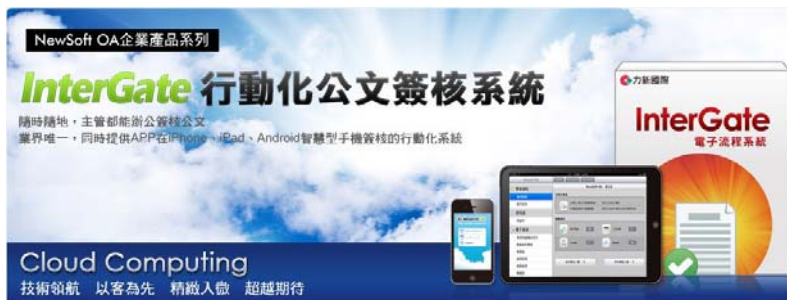 NewSoft OA企業產品系列
InterGate 行動化公文簽核系統
隨時隨地，主管都能辦公簽核公文
業界唯一，同時提供APP在iPhone、iPad、Android智慧型手機簽核的行動化系統
力新國際
InterGate
電子流程系統
Cloud Computing
技術領航 以客為先 精緻入微 超越期待